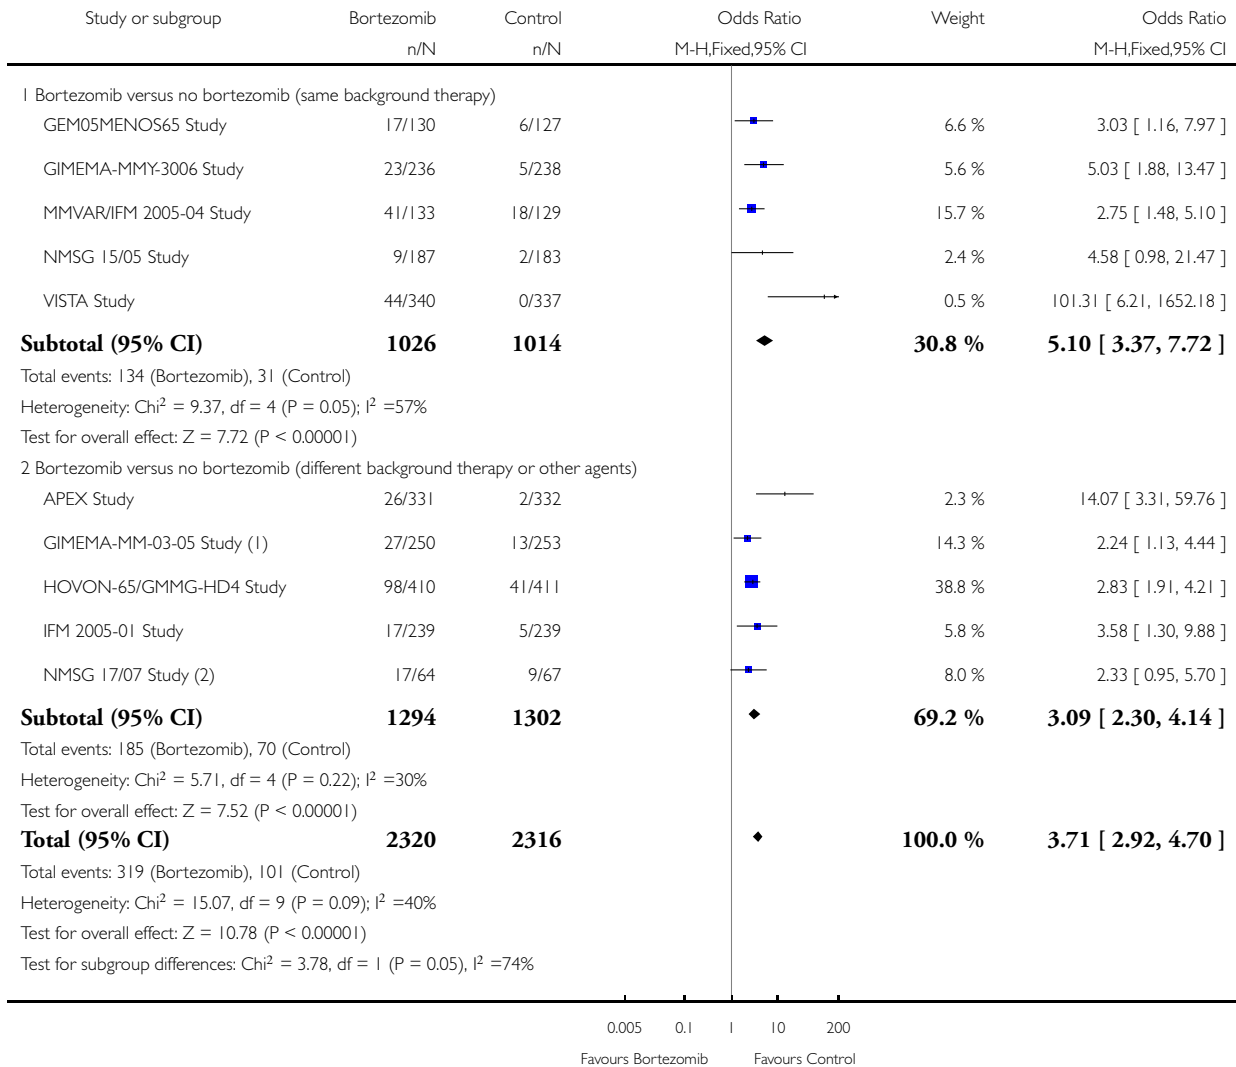 Study or subgroup Bortezomib Control Odds Ratio Weight Odds Ratio
n/N n/N M-H,Fixed,95% CI M-H,Fixed,95% CI
1 Bortezomib versus no bortezomib (same background therapy)
GEM05MENOS65 Study 17/130 6/127 6.6 % 3.03 [ 1.16, 7.97 ]
GIMEMA-MMY-3006 Study 23/236 5/238 5.6 % 5.03 [ 1.88, 13.47 ]
MMVAR/IFM 2005-04 Study 41/133 18/129 15.7 % 2.75 [ 1.48, 5.10 ]
NMSG 15/05 Study 9/187 2/183 2.4 % 4.58 [ 0.98, 21.47 ]
VISTA Study 44/340 0/337 0.5 % 101.31 [ 6.21, 1652.18 ]
Subtotal (95% CI) 1026 1014 30.8 % 5.10 [ 3.37, 7.72 ]
Total events: 134 (Bortezomib), 31 (Control)
Heterogeneity: Chi² = 9.37, df = 4 (P = 0.05); I² =57%
Test for overall effect: Z = 7.72 (P < 0.00001)
2 Bortezomib versus no bortezomib (different background therapy or other agents)
APEX Study 26/331 2/332 2.3 % 14.07 [ 3.31, 59.76 ]
GIMEMA-MM-03-05 Study (1) 27/250 13/253 14.3 % 2.24 [ 1.13, 4.44 ]
HOVON-65/GMMG-HD4 Study 98/410 41/411 38.8 % 2.83 [ 1.91, 4.21 ]
IFM 2005-01 Study 17/239 5/239 5.8 % 3.58 [ 1.30, 9.88 ]
NMSG 17/07 Study (2) 17/64 9/67 8.0 % 2.33 [ 0.95, 5.70 ]
Subtotal (95% CI) 1294 1302 69.2 % 3.09 [ 2.30, 4.14 ]
Total events: 185 (Bortezomib), 70 (Control)
Heterogeneity: Chi² = 5.71, df = 4 (P = 0.22); I² =30%
Test for overall effect: Z = 7.52 (P < 0.00001)
Total (95% CI) 2320 2316 100.0 % 3.71 [ 2.92, 4.70 ]
Total events: 319 (Bortezomib), 101 (Control)
Heterogeneity: Chi² = 15.07, df = 9 (P = 0.09); I² =40%
Test for overall effect: Z = 10.78 (P < 0.00001)
Test for subgroup differences: Chi² = 3.78, df = 1 (P = 0.05), I² =74%
0.005 0.1 1 10 200
Favours Bortezomib Favours Control